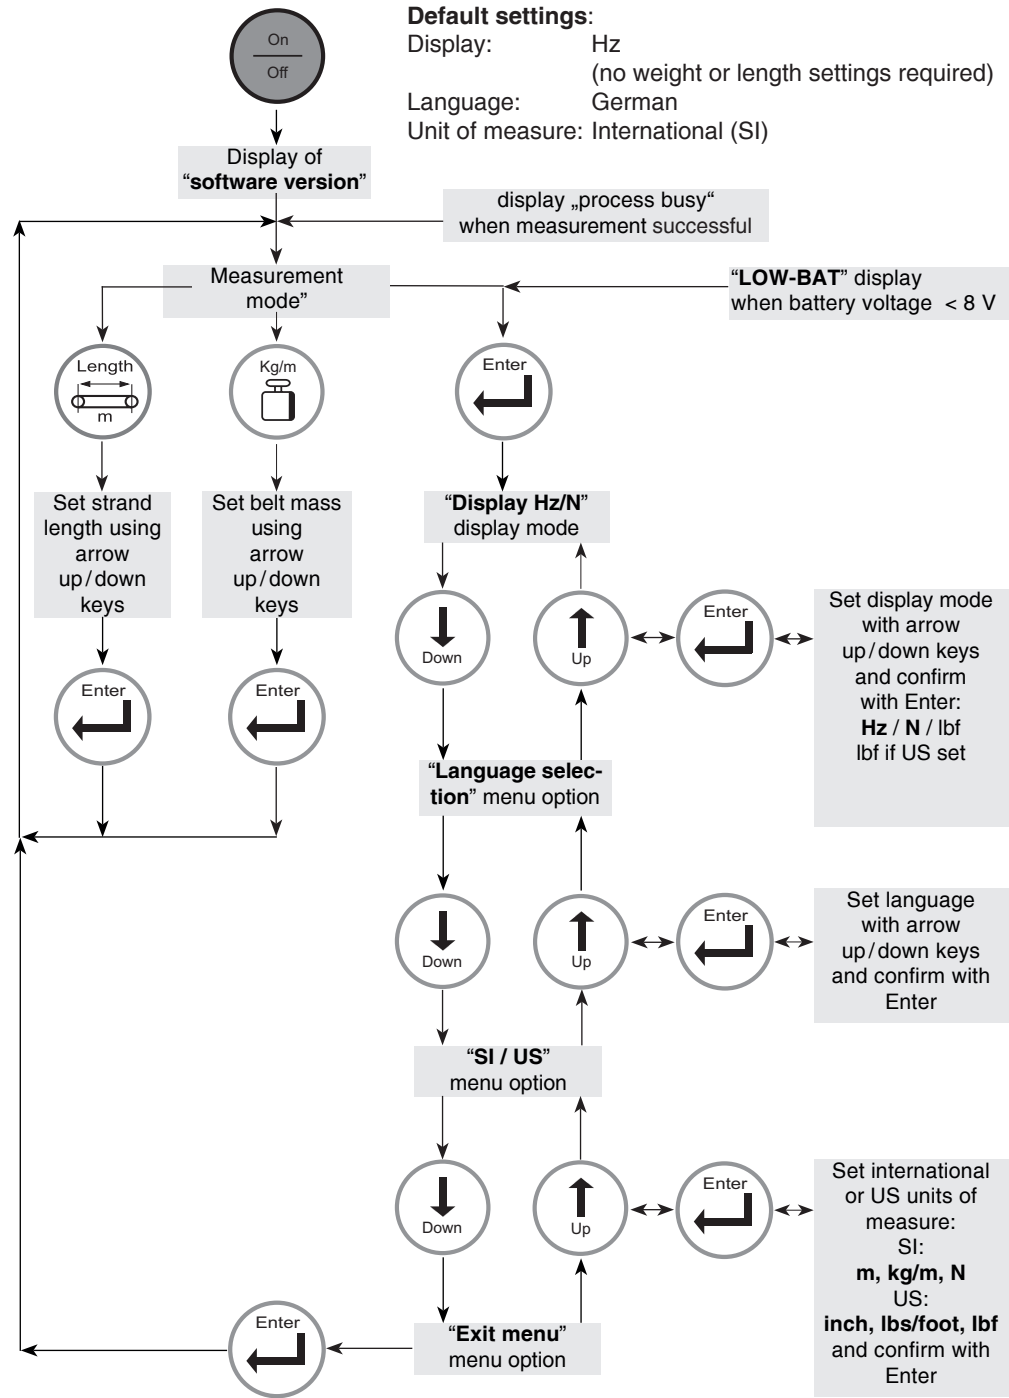 Default settings:
Display: Hz
(no weight or length settings required)
Language: German
Unit of measure: International (SI)
On
Off
Display of
“software version”
display „process busy“
when measurement successful
Measurement
mode”
“LOW-BAT” display
when battery voltage < 8 V
Length
m
Kg/m
Enter
Set strand
length using
arrow
up/down
keys
Set belt mass
using
arrow
up/down
keys
“Display Hz/N”
display mode
Down
Up
Enter
Set display mode
with arrow
up/down keys
and confirm
with Enter:
Hz / N / lbf
lbf if US set
Enter
Enter
“Language selec-
tion” menu option
Down
Up
Enter
Set language
with arrow
up/down keys
and confirm with
Enter
“SI / US”
menu option
Down
Up
Enter
Set international
or US units of
measure:
SI:
m, kg/m, N
US:
inch, lbs/foot, lbf
and confirm with
Enter
Enter
“Exit menu”
menu option